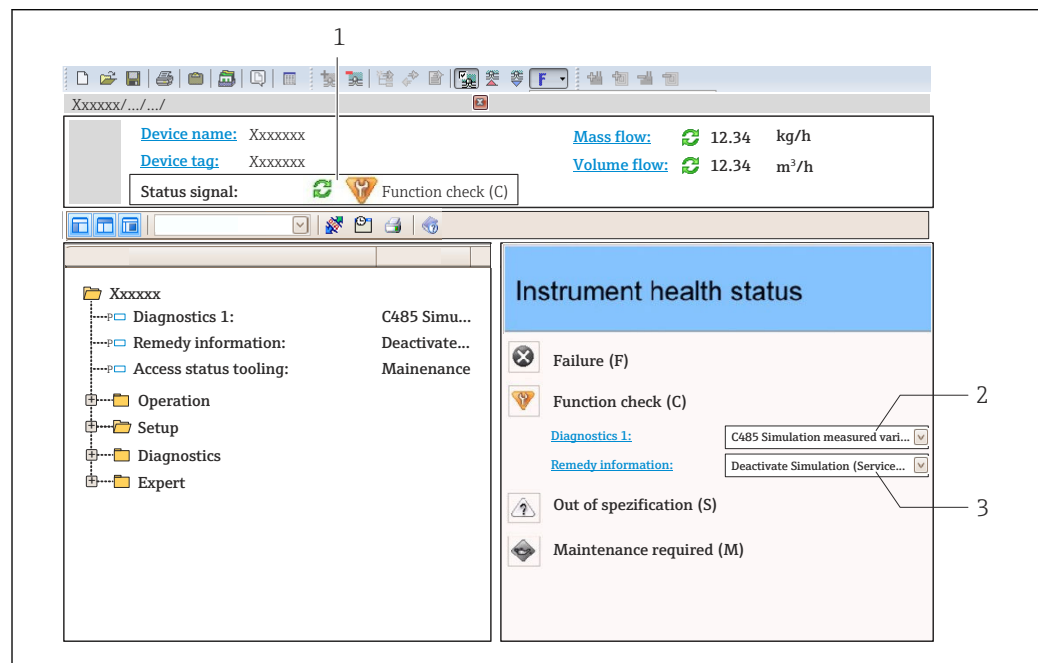 1
F
Xxxxxx/.../.../
Device name: Xxxxxxx
Mass flow: 12.34 kg/h
Device tag: Xxxxxxx
Volume flow: 12.34 m³/h
Status signal: Function check (C)
Xxxxxx
P Diagnostics 1: C485 Simu...
P Remedy information: Deactivate...
P Access status tooling: Mainenance
Operation
Setup
Diagnostics
Expert
Instrument health status
Failure (F)
Function check (C)
2
Diagnostics 1: C485 Simulation measured vari...
Remedy information: Deactivate Simulation (Service...
Out of spezification (S)
3
Maintenance required (M)